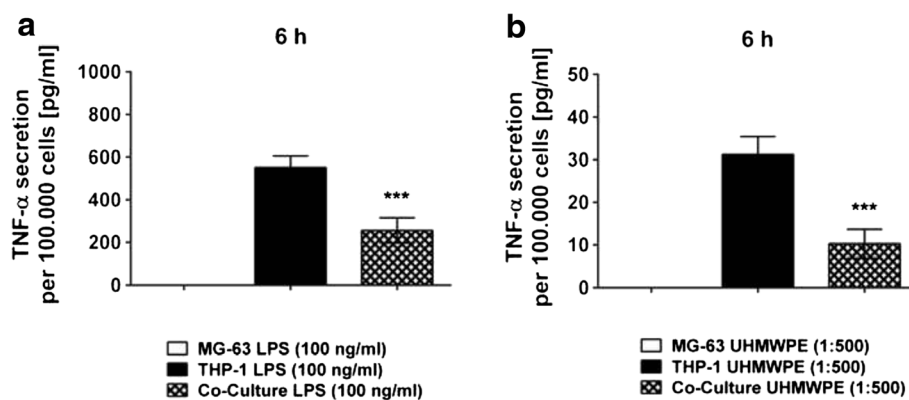 a
6 h
TNF-α secretion
per 100.000 cells [pg/ml]
1000
800
600
400
200
0
***
MG-63 LPS (100 ng/ml)
THP-1 LPS (100 ng/ml)
Co-Culture LPS (100 ng/ml)
b
6 h
TNF-α secretion
per 100.000 cells [pg/ml]
50
40
30
20
10
0
***
MG-63 UHMWPE (1:500)
THP-1 UHMWPE (1:500)
Co-Culture UHMWPE (1:500)